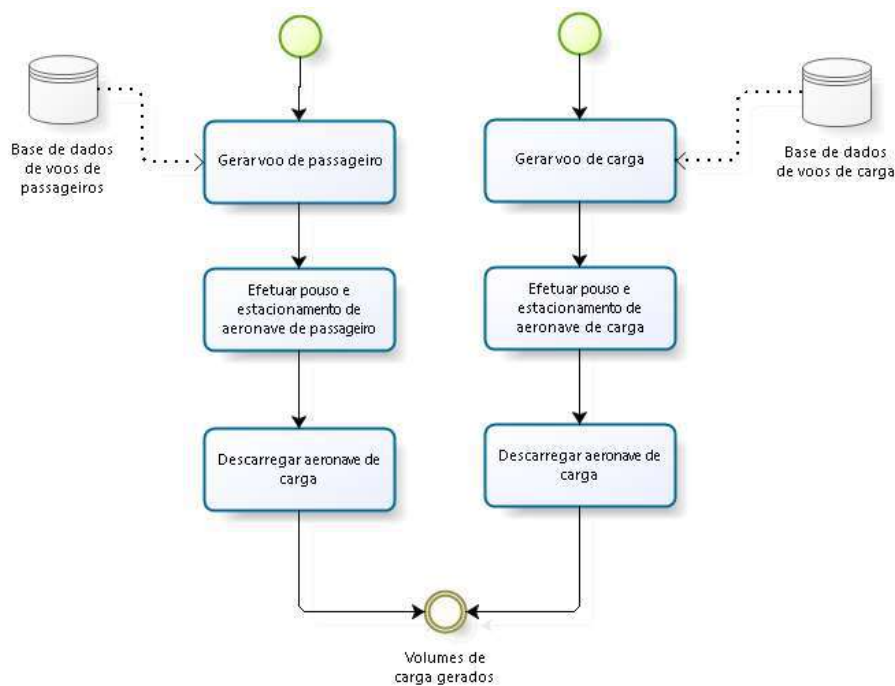 Base de dados
de voos de
passageiros
Gerar voo de passageiro
Gerar voo de carga
Base de dados
de voos de carga
Efetuar pouso e
estacionamento de
aeronave de passageiro
Efetuar pouso e
estacionamento de
aeronave de carga
Descarregar aeronave de
carga
Descarregar aeronave de
carga
Volumes de
carga gerados